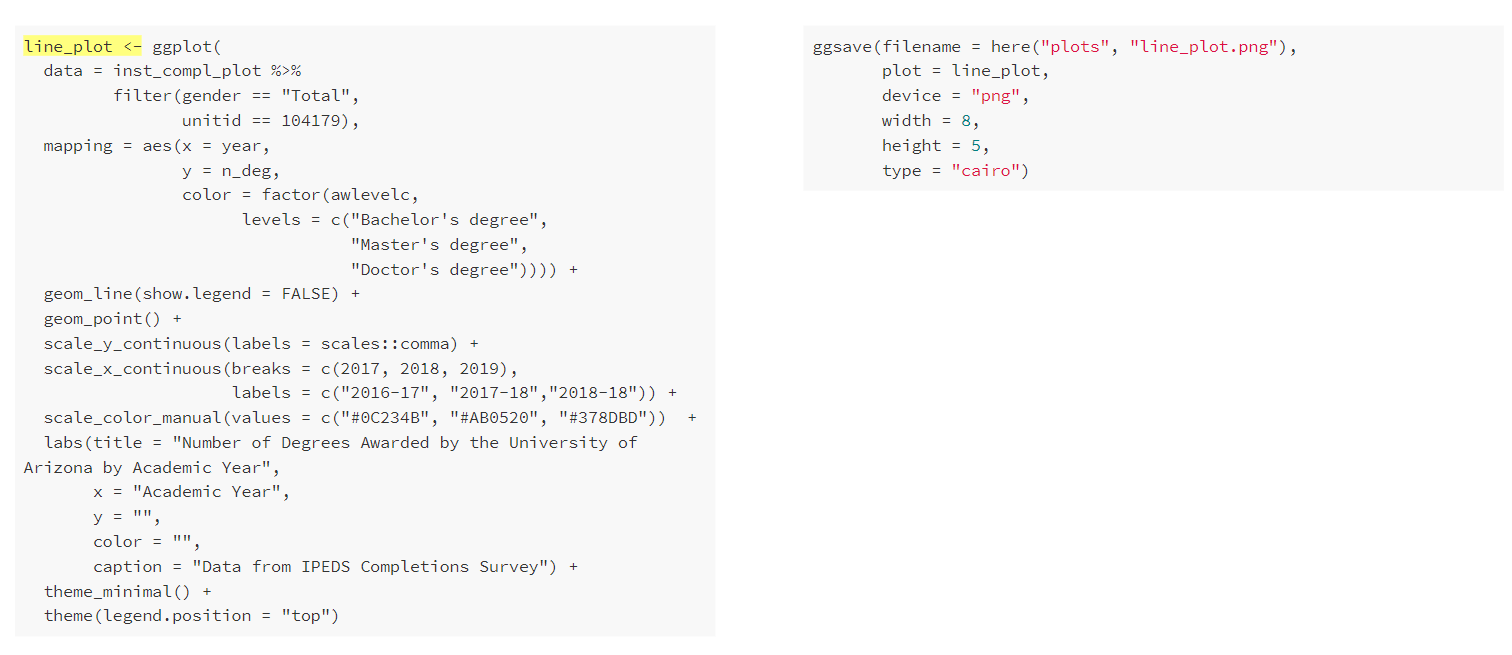 line_plot <- ggplot(
  data = inst_compl_plot %>%
         filter(gender == "Total",
                unitid == 104179),
  mapping = aes(x = year,
                y = n_deg,
                color = factor(awlevelc,
                      levels = c("Bachelor's degree",
                                 "Master's degree",
                                 "Doctor's degree")))) +
  geom_line(show.legend = FALSE) +
  geom_point() +
  scale_y_continuous(labels = scales::comma) +
  scale_x_continuous(breaks = c(2017, 2018, 2019),
                     labels = c("2016-17", "2017-18","2018-18")) +
  scale_color_manual(values = c("#0C234B", "#AB0520", "#378DBD"))  +
  labs(title = "Number of Degrees Awarded by the University of
Arizona by Academic Year",
       x = "Academic Year",
       y = "",
       color = "",
       caption = "Data from IPEDS Completions Survey") +
  theme_minimal() +
  theme(legend.position = "top")
ggsave(filename = here("plots", "line_plot.png"),
       plot = line_plot,
       device = "png",
       width = 8,
       height = 5,
       type = "cairo")